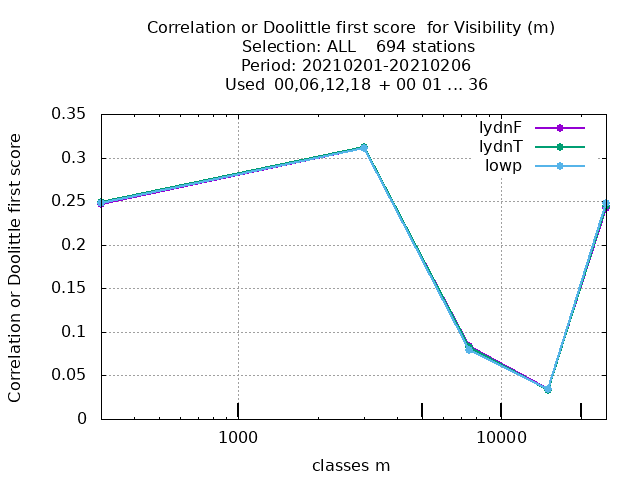 Correlation or Doolittle first score  for Visibility (m)
Selection: ALL    694 stations
Period: 20210201-20210206
Used  00,06,12,18  + 00 01 ... 36
Correlation or Doolittle first score
0.35
0.3
0.25
0.2
0.15
0.1
0.05
0
lydnF
lydnT
lowp
1000
10000
classes m